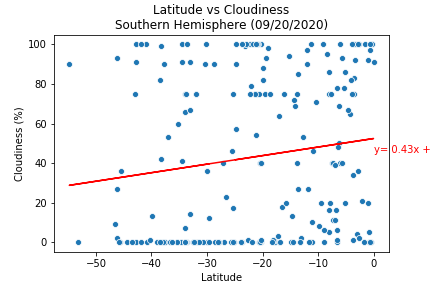 Latitude vs Cloudiness
Southern Hemisphere (09/20/2020)
100
80
60
40
20
0
Cloudiness (%)
y= 0.43x +
−50
−40
−30
−20
−10
0
Latitude